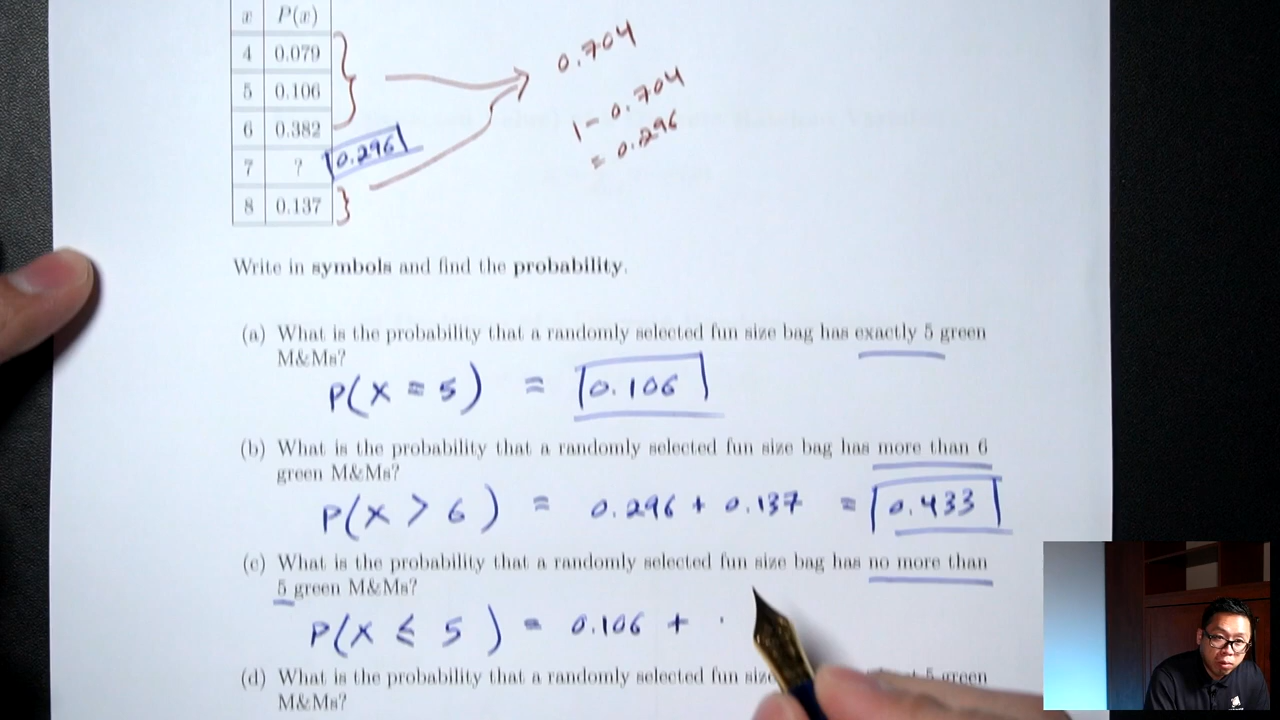 x P(x)
4 0.079
5 0.106
6 0.382
7 ? 0.296
8 0.137
0.704
1 - 0.704
= 0.296
Write in symbols and find the probability.
(a) What is the probability that a randomly selected fun size bag has exactly 5 green
M&Ms?
P(X = 5) = 0.106
(b) What is the probability that a randomly selected fun size bag has more than 6
green M&Ms?
P(X > 6) = 0.296 + 0.137 = 0.433
(c) What is the probability that a randomly selected fun size bag has no more than
5 green M&Ms?
P(X ≤ 5) = 0.106 + .
(d) What is the probability that a randomly selected fun size 5 green
M&Ms?